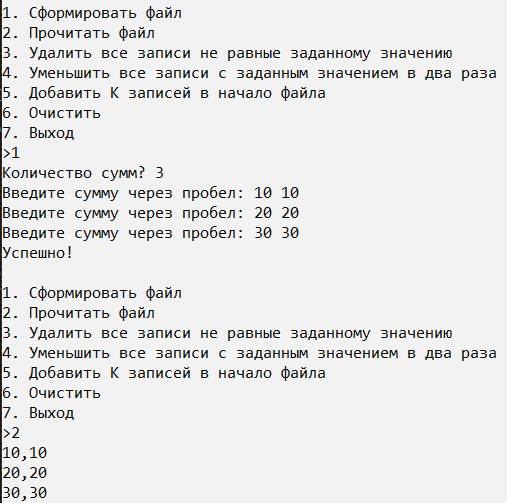 1. Сформировать файл
2. Прочитать файл
3. Удалить все записи не равные заданному значению
4. Уменьшить все записи с заданным значением в два раза
5. Добавить К записей в начало файла
6. Очистить
7. Выход
>1
Количество сумм? 3
Введите сумму через пробел: 10 10
Введите сумму через пробел: 20 20
Введите сумму через пробел: 30 30
Успешно!
1. Сформировать файл
2. Прочитать файл
3. Удалить все записи не равные заданному значению
4. Уменьшить все записи с заданным значением в два раза
5. Добавить К записей в начало файла
6. Очистить
7. Выход
>2
10,10
20,20
30,30